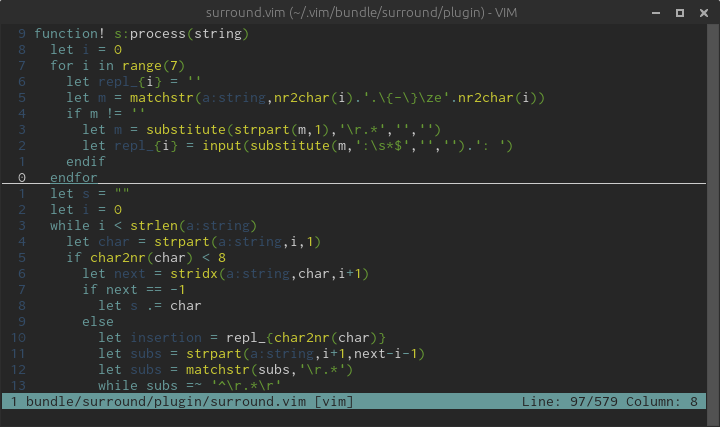 surround.vim (~/.vim/bundle/surround/plugin) - VIM
9 function! s:process(string)
8   let i = 0
7   for i in range(7)
6     let repl_{i} = ''
5     let m = matchstr(a:string,nr2char(i).'.\{-\}\ze'.nr2char(i))
4     if m != ''
3       let m = substitute(strpart(m,1),'\r.*','','')
2       let repl_{i} = input(substitute(m,':\s*$','','').': ')
1     endif
0   endfor
1   let s = ""
2   let i = 0
3   while i < strlen(a:string)
4     let char = strpart(a:string,i,1)
5     if char2nr(char) < 8
6       let next = stridx(a:string,char,i+1)
7       if next == -1
8         let s .= char
9       else
10         let insertion = repl_{char2nr(char)}
11         let subs = strpart(a:string,i+1,next-i-1)
12         let subs = matchstr(subs,'\r.*')
13         while subs =~ '^\r.*\r'
1 bundle/surround/plugin/surround.vim [vim] Line: 97/579 Column: 8